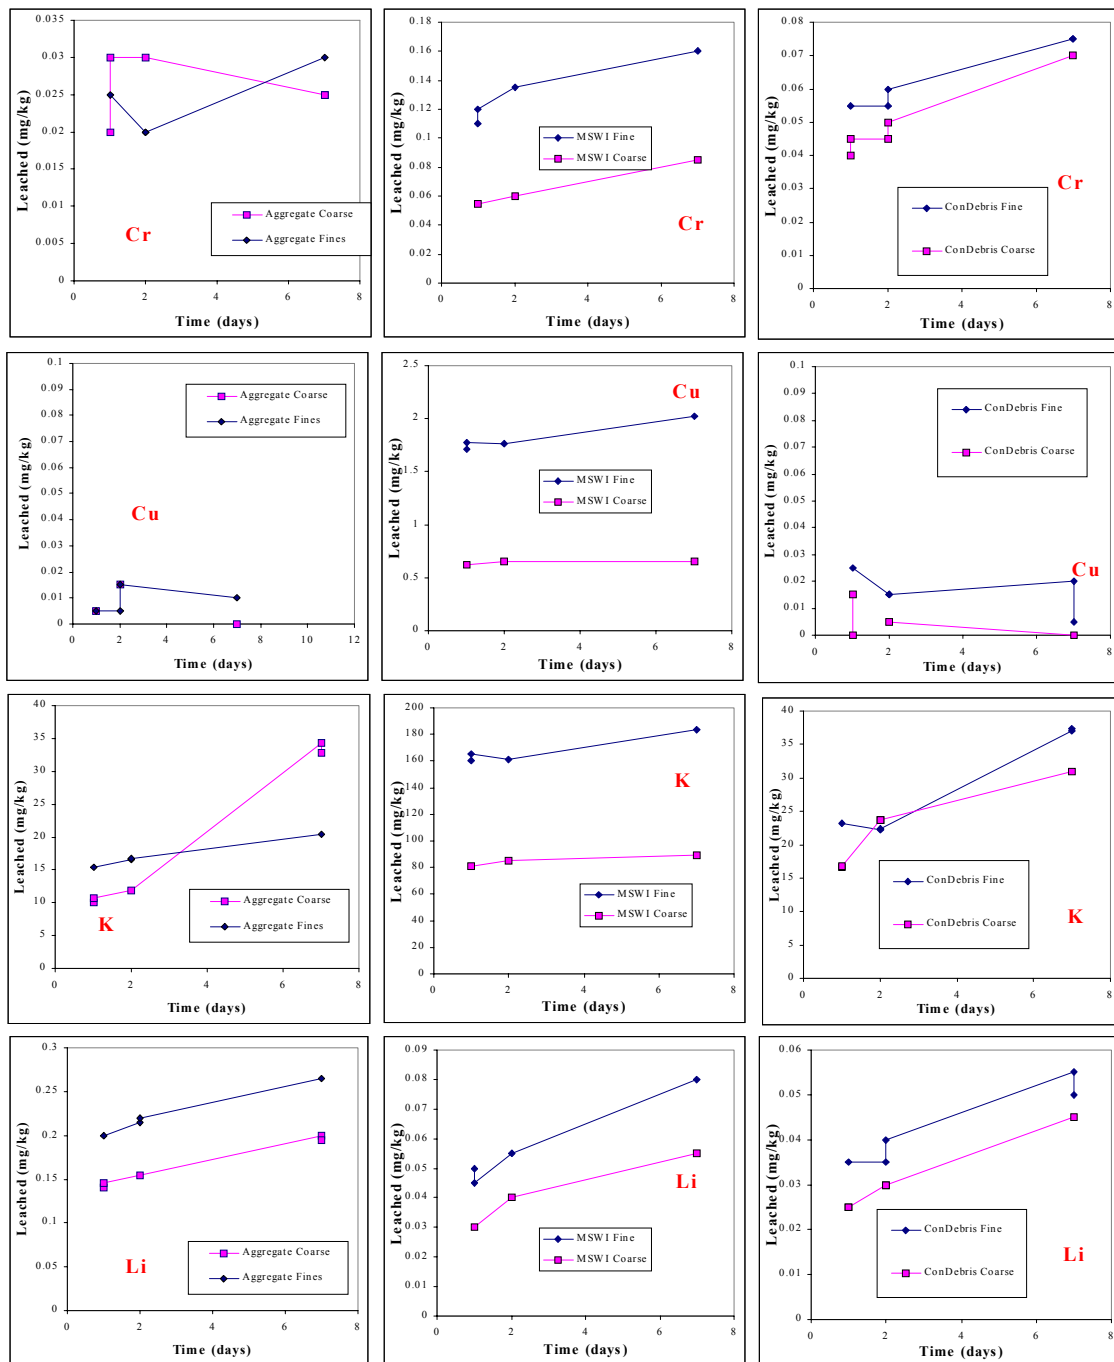 0.035
0.03
0.025
0.02
0.015
0.01
0.005
0
0 2 4 6 8
Leached (mg/kg)
Time (days)
Aggregate Coarse
Aggregate Fines
Cr
0.18
0.16
0.14
0.12
0.1
0.08
0.06
0.04
0.02
0
0 2 4 6 8
Leached (mg/kg)
Time (days)
MSWI Fine
MSWI Coarse
Cr
0.08
0.07
0.06
0.05
0.04
0.03
0.02
0.01
0
0 2 4 6 8
Leached (mg/kg)
Time (days)
ConDebris Fine
ConDebris Coarse
Cr
0.1
0.09
0.08
0.07
0.06
0.05
0.04
0.03
0.02
0.01
0
0 2 4 6 8 10 12
Leached (mg/kg)
Time (days)
Aggregate Coarse
Aggregate Fines
Cu
2.5
2
1.5
1
0.5
0
0 2 4 6 8
Leached (mg/kg)
Time (days)
MSWI Fine
MSWI Coarse
Cu
0.1
0.09
0.08
0.07
0.06
0.05
0.04
0.03
0.02
0.01
0
0 2 4 6 8
Leached (mg/kg)
Time (days)
ConDebris Fine
ConDebris Coarse
Cu
40
35
30
25
20
15
10
5
0
0 2 4 6 8
Leached (mg/kg)
Time (days)
Aggregate Coarse
Aggregate Fines
K
200
180
160
140
120
100
80
60
40
20
0
0 2 4 6 8
Leached (mg/kg)
Time (days)
MSWI Fine
MSWI Coarse
K
40
35
30
25
20
15
10
5
0
0 2 4 6 8
Leached (mg/kg)
Time (days)
ConDebris Fine
ConDebris Coarse
K
0.3
0.25
0.2
0.15
0.1
0.05
0
0 2 4 6 8
Leached (mg/kg)
Time (days)
Aggregate Coarse
Aggregate Fines
Li
0.09
0.08
0.07
0.06
0.05
0.04
0.03
0.02
0.01
0
0 2 4 6 8
Leached (mg/kg)
Time (days)
MSWI Fine
MSWI Coarse
Li
0.06
0.05
0.04
0.03
0.02
0.01
0
0 2 4 6 8
Leached (mg/kg)
Time (days)
ConDebris Fine
ConDebris Coarse
Li